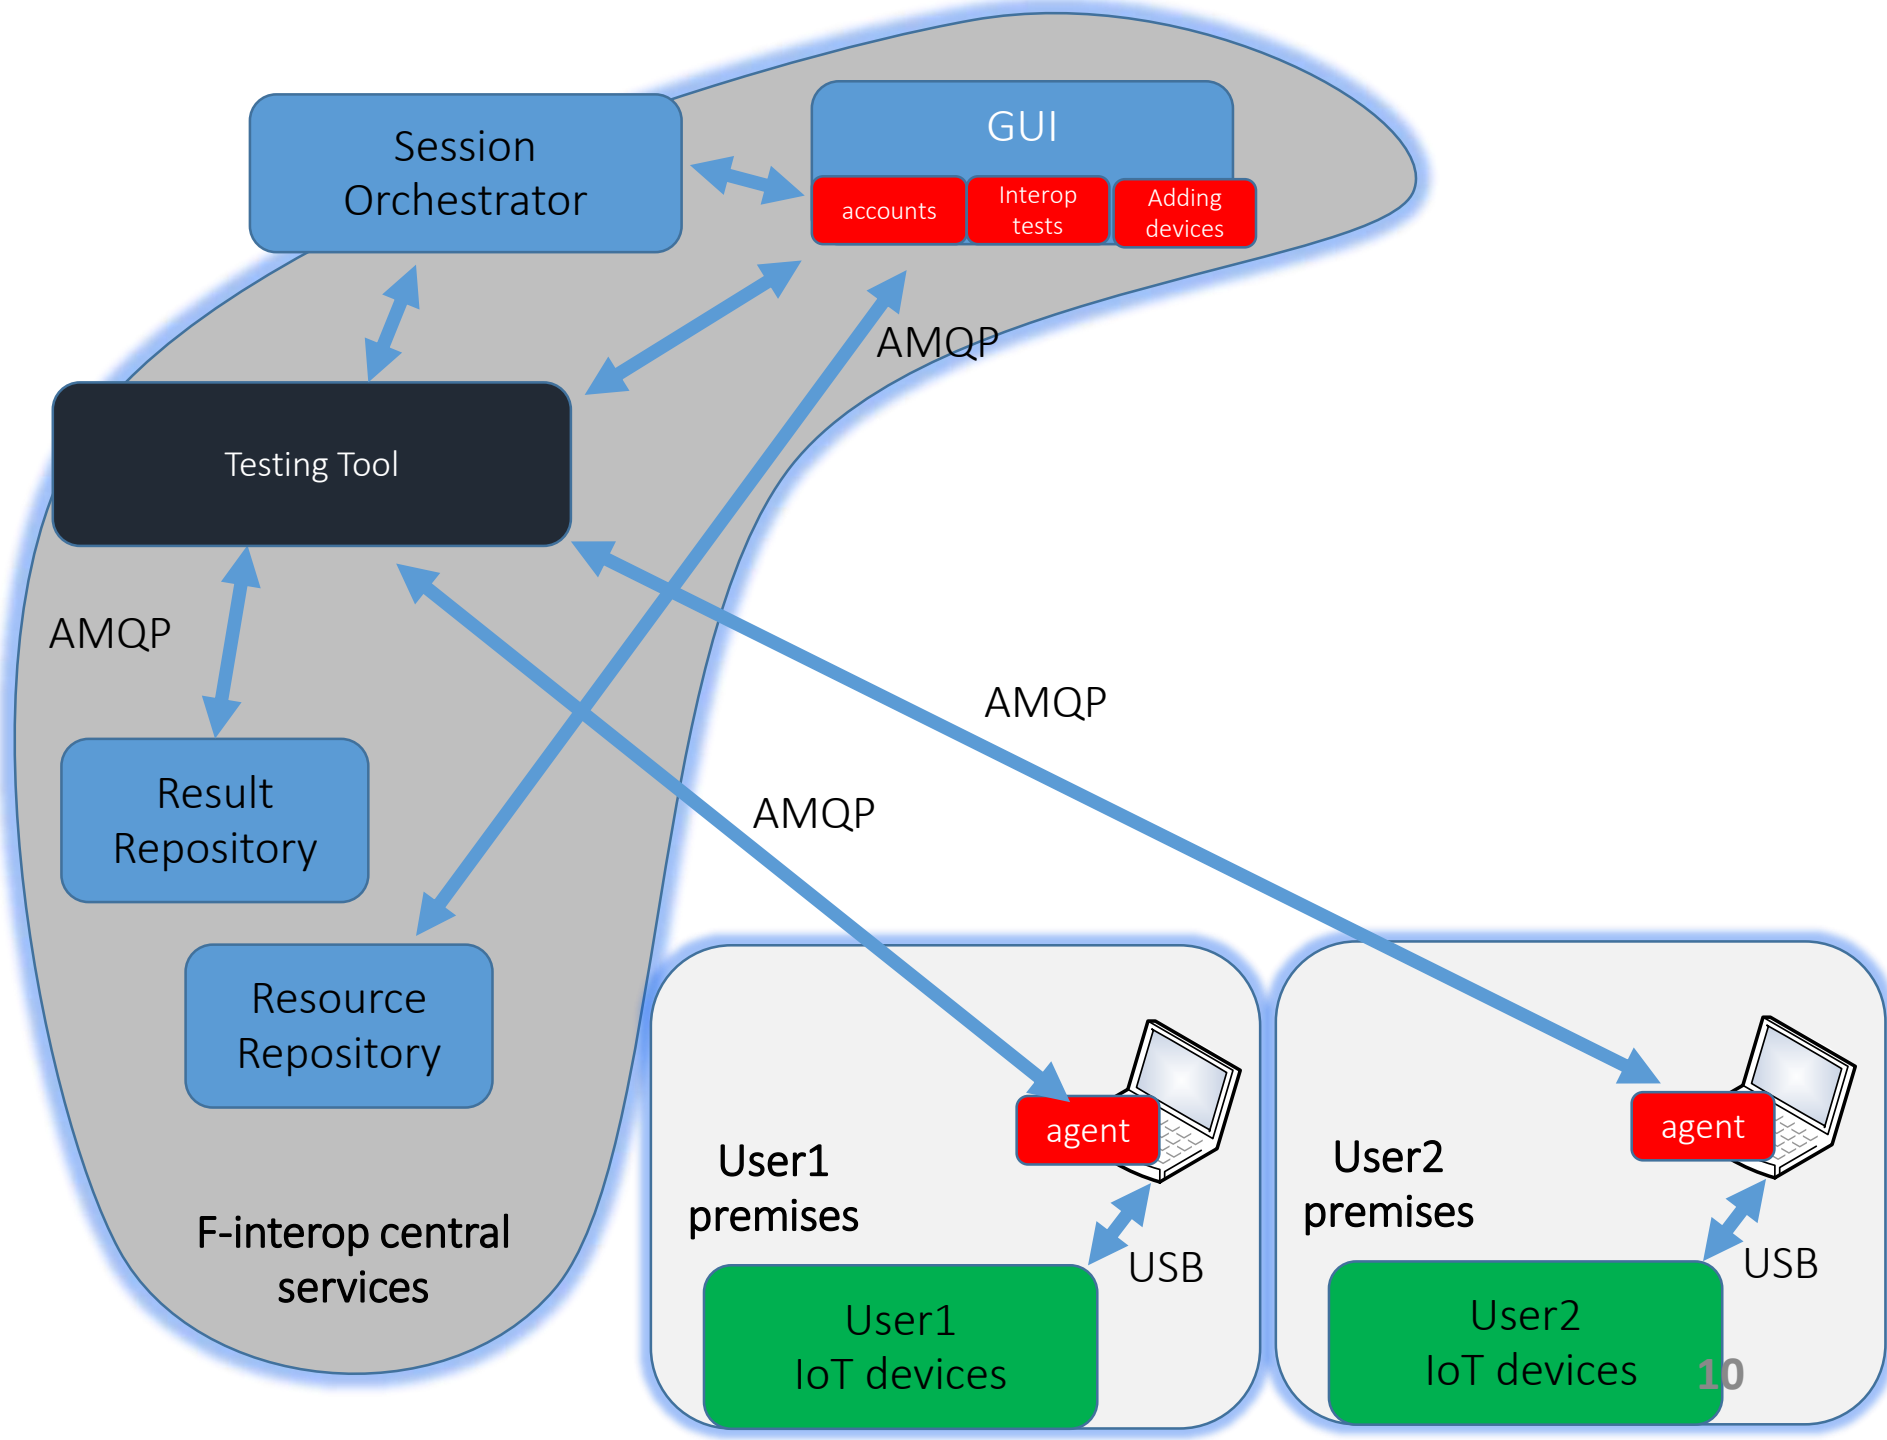 Session
Orchestrator
GUI
accounts
Interop
tests
Adding
devices
AMQP
Testing Tool
AMQP
AMQP
AMQP
Result
Repository
Resource
Repository
F-interop central
services
User1
premises
agent
USB
User1
IoT devices
User2
premises
agent
USB
User2
IoT devices
10